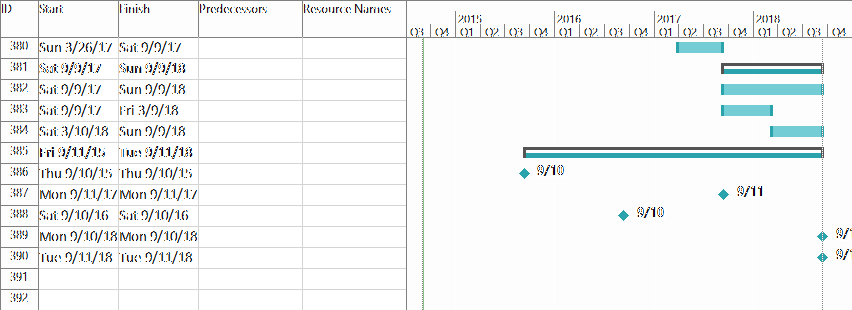 ID Start Finish Predecessors Resource Names
2015 2016 2017 2018
Q3 Q4 Q1 Q2 Q3 Q4 Q1 Q2 Q3 Q4 Q1 Q2 Q3 Q4 Q1 Q2 Q3 Q4
380 Sun 3/26/17 Sat 9/9/17
381 Sat 9/9/17 Sun 9/9/18
382 Sat 9/9/17 Sun 9/9/18
383 Sat 9/9/17 Fri 3/9/18
384 Sat 3/10/18 Sun 9/9/18
385 Fri 9/11/15 Tue 9/11/18
386 Thu 9/10/15 Thu 9/10/15 9/10
387 Mon 9/11/17 Mon 9/11/17 9/11
388 Sat 9/10/16 Sat 9/10/16 9/10
389 Mon 9/10/18 Mon 9/10/18 9/1
390 Tue 9/11/18 Tue 9/11/18 9/1
391
392